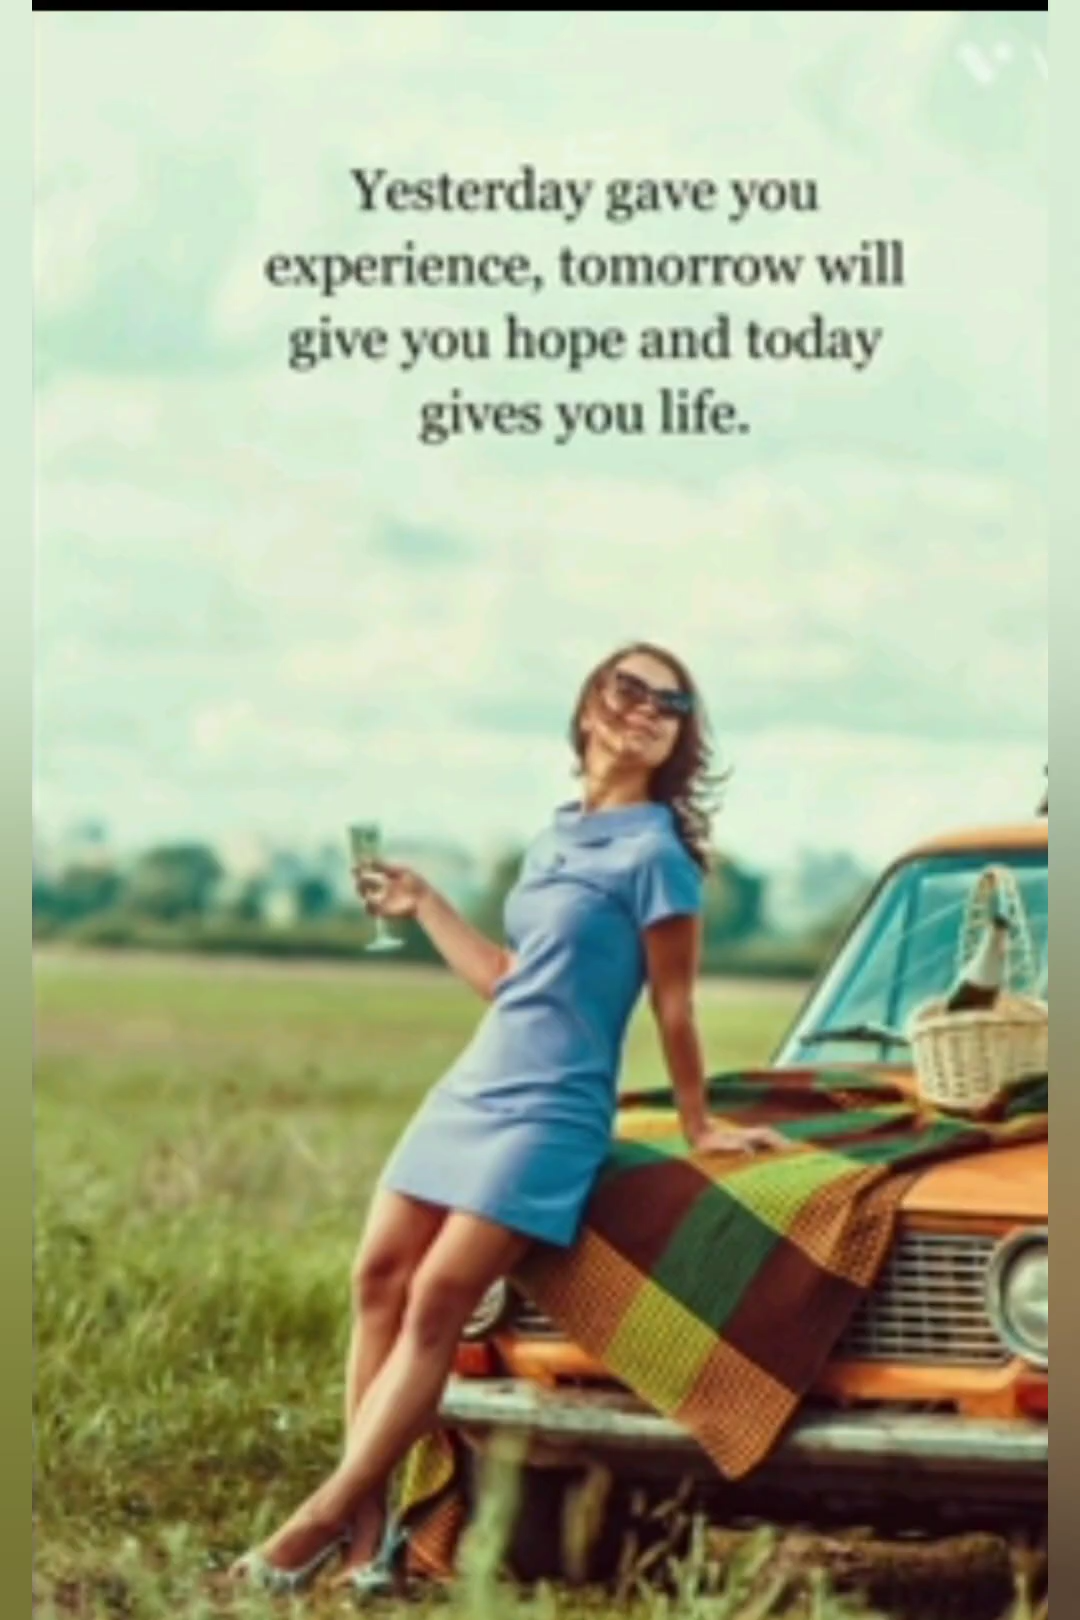 Yesterday gave you
experience, tomorrow will
give you hope and today
gives you life.